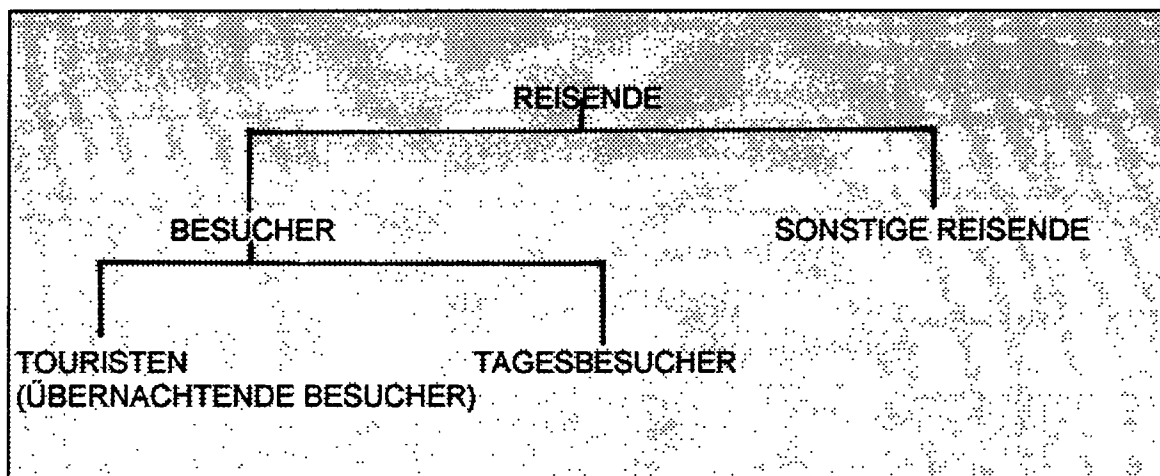 REISENDE
BESUCHER
SONSTIGE REISENDE
TOURISTEN
(ÜBERNACHTENDE BESUCHER)
TAGESBESUCHER